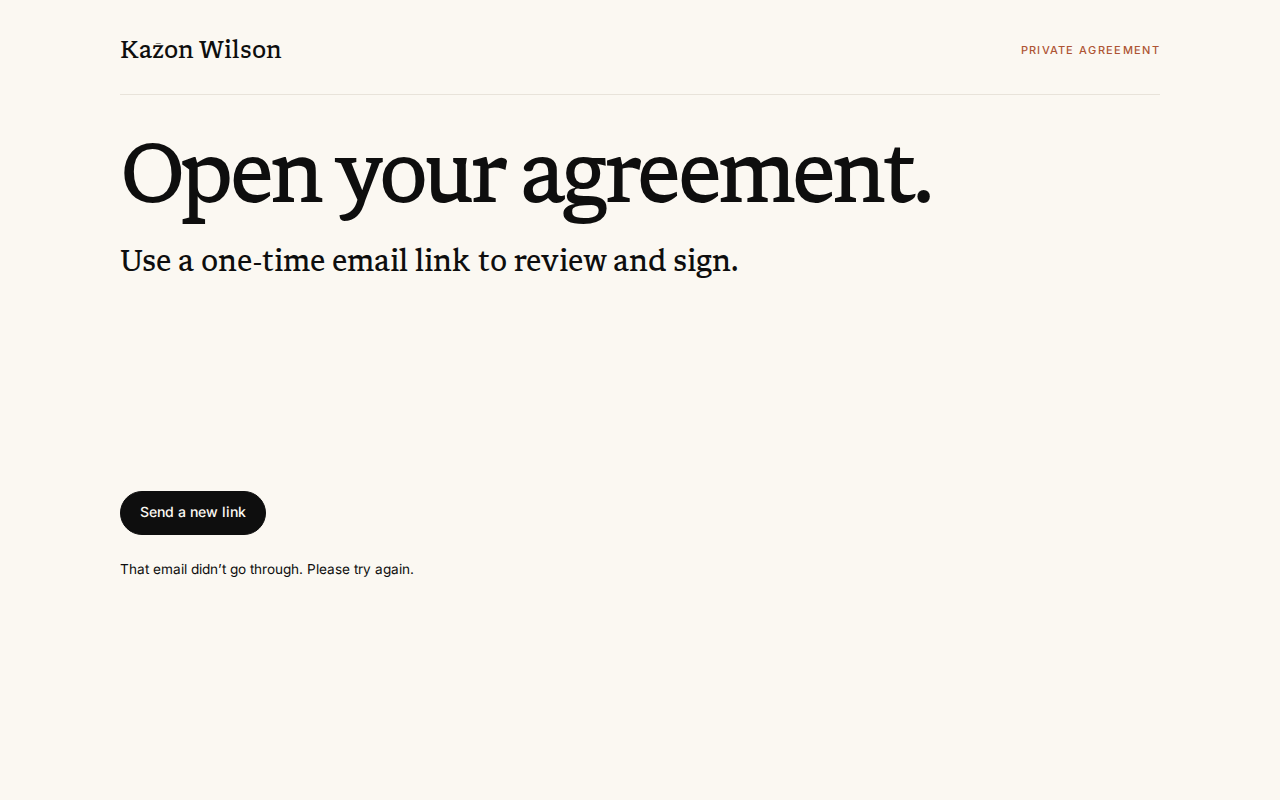 Każon Wilson
PRIVATE AGREEMENT
Open your agreement.
Use a one-time email link to review and sign.
Send a new link
That email didn’t go through. Please try again.